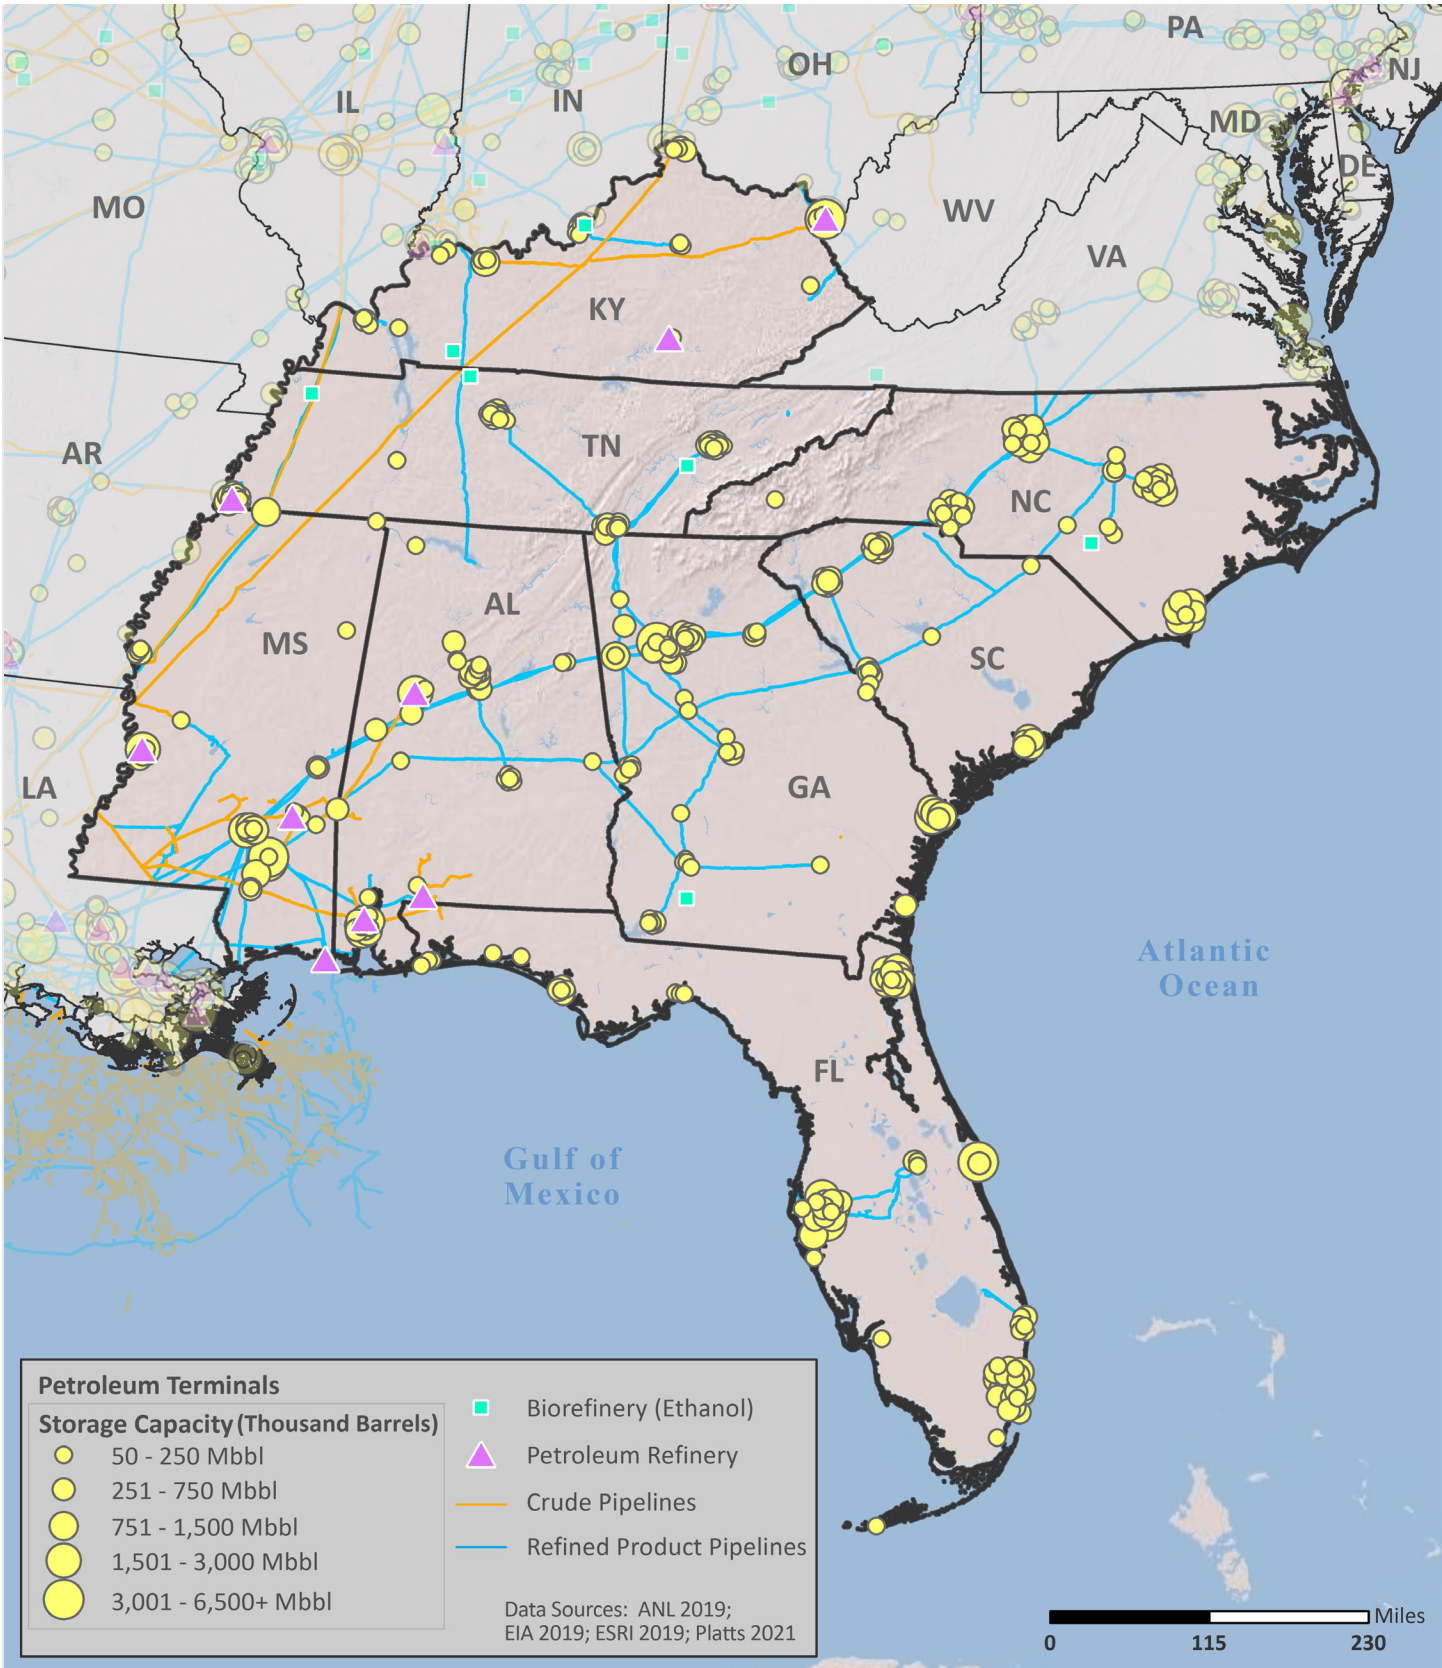 PA
OH
NJ
IL
IN
MD
DE
MO
WV
VA
KY
AR
TN
NC
AL
MS
SC
LA
GA
Atlantic
Ocean
FL
Gulf of
Mexico
Petroleum Terminals
Storage Capacity (Thousand Barrels)
50 - 250 Mbbl
251 - 750 Mbbl
751 - 1,500 Mbbl
1,501 - 3,000 Mbbl
3,001 - 6,500+ Mbbl
Biorefinery (Ethanol)
Petroleum Refinery
Crude Pipelines
Refined Product Pipelines
Data Sources: ANL 2019;
EIA 2019; ESRI 2019; Platts 2021
Miles
0 115 230